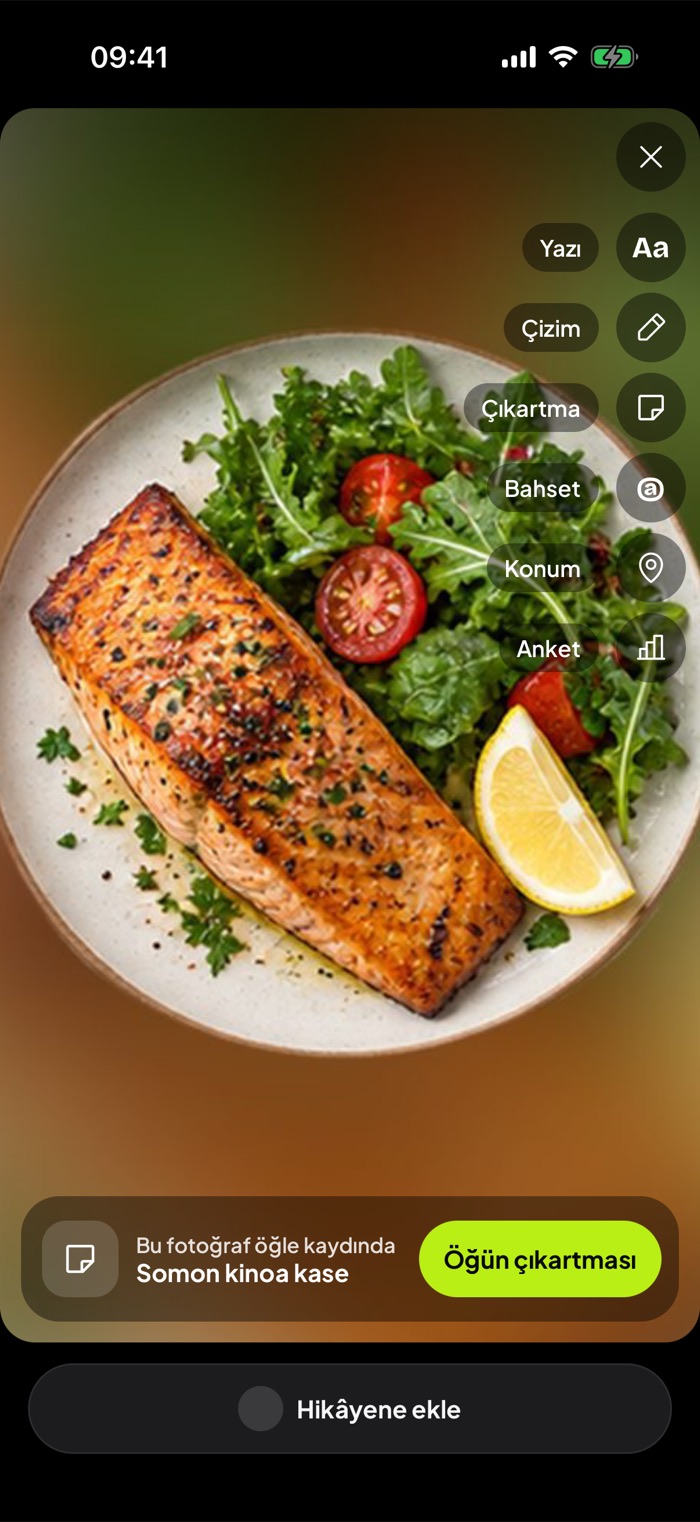 09:41
Yazı
Aa
Çizim
Çıkartma
Bahset
Konum
Anket
Bu fotoğraf öğle kaydında
Somon kinoa kase
Öğün çıkartması
Hikâyene ekle